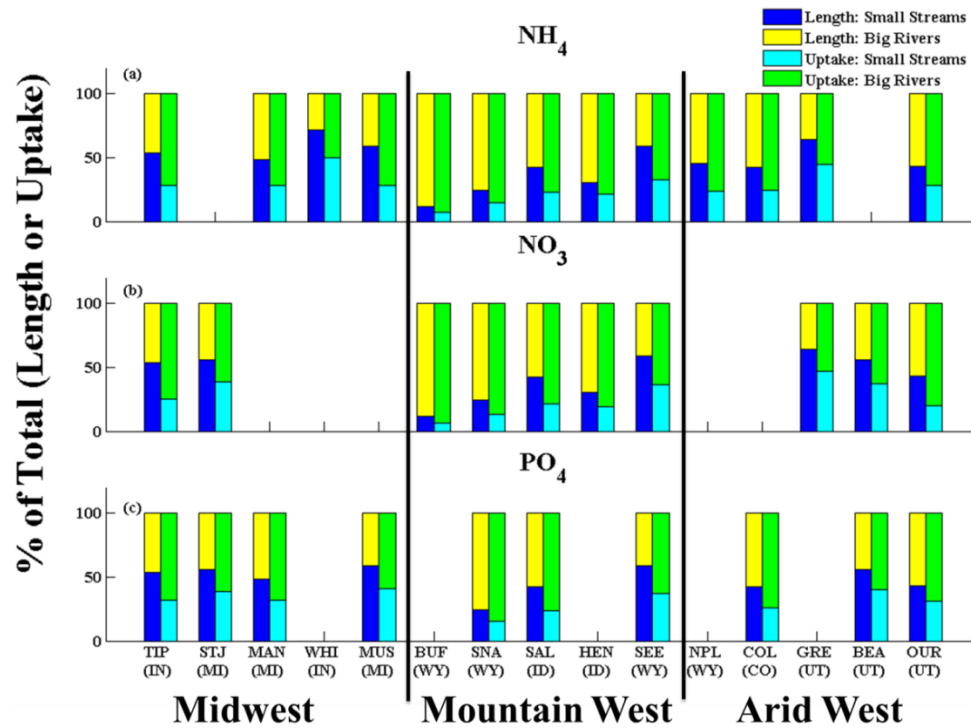 Length: Small Streams
Length: Big Rivers
Uptake: Small Streams
Uptake: Big Rivers
NH4
% of Total (Length or Uptake)
(a)
100
50
0
NO3
(b)
100
50
0
PO4
(c)
100
50
0
TIP STJ MAN WHI MUS BUF SNA SAL HEN SEE NPL COL GRE BEA OUR
(IN) (MI) (MI) (IN) (MI) (WY) (WY) (ID) (ID) (WY) (WY) (CO) (UT) (UT) (UT)
Midwest Mountain West Arid West